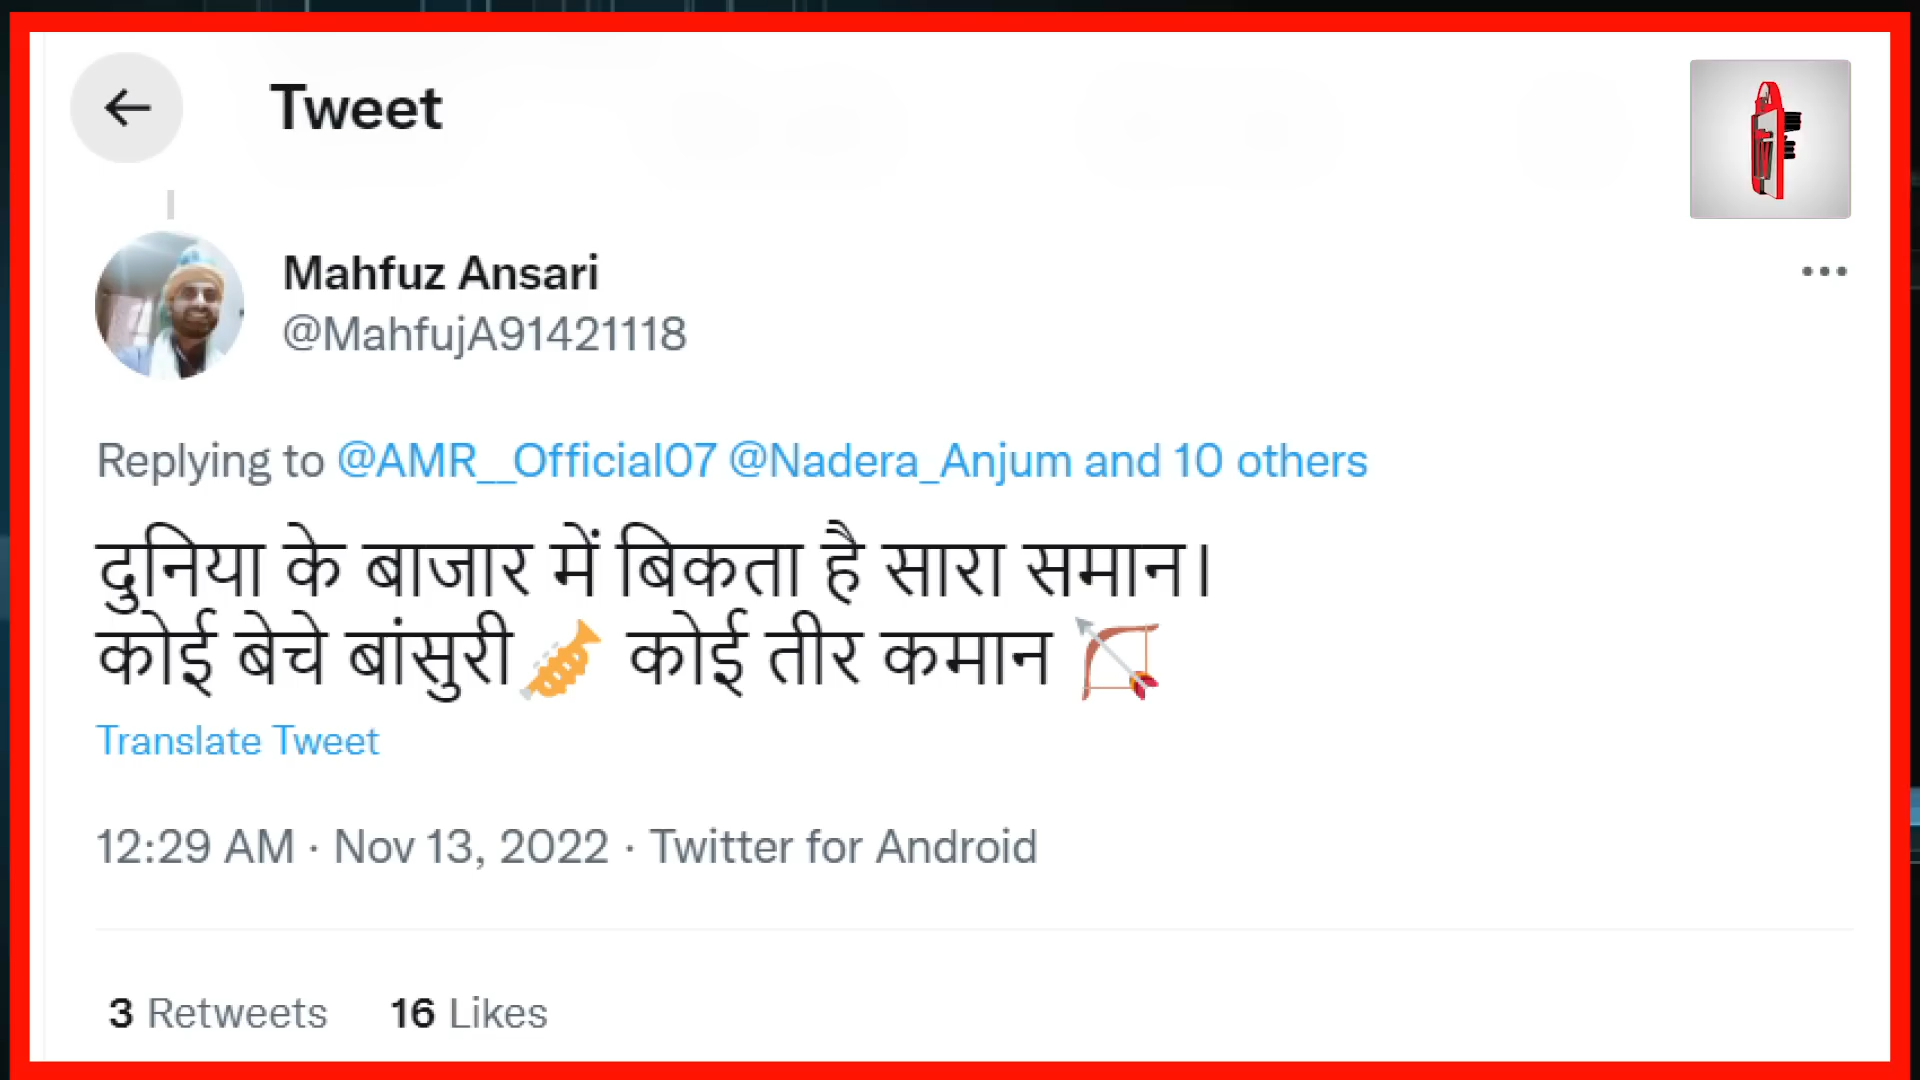 Tweet
Mahfuz Ansari
@MahfujA91421118
Replying to @AMR__Official07 @Nadera_Anjum and 10 others
दुनिया के बाजार में बिकता है सारा समान।
कोई बेचे बांसुरी🎺 कोई तीर कमान 🏹
Translate Tweet
12:29 AM · Nov 13, 2022 · Twitter for Android
3 Retweets 16 Likes